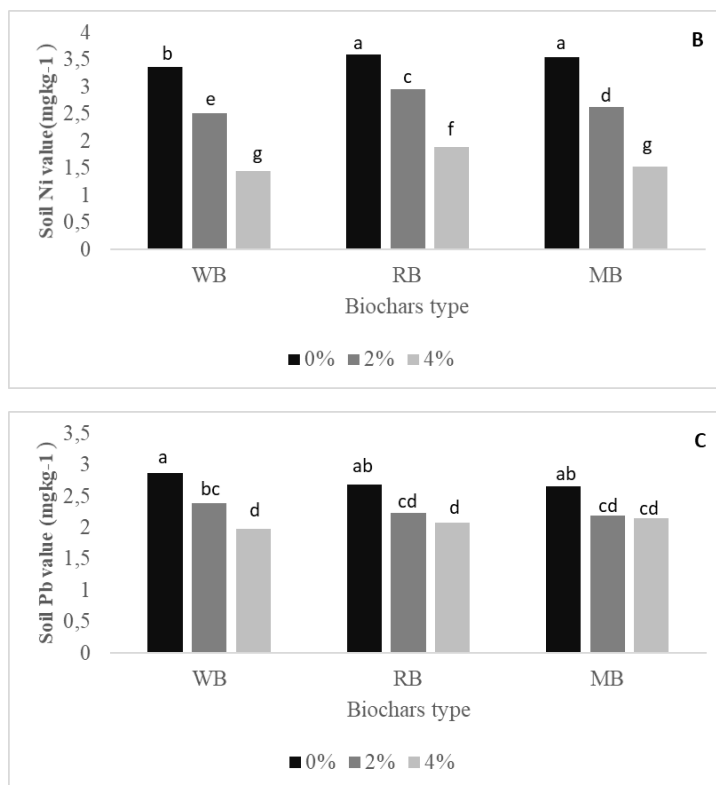 B
Soil Ni value(mgkg-1 )
4
3,5
3
2,5
2
1,5
1
0,5
0
b
e
g
a
c
f
a
d
g
WB RB MB
Biochars type
0% 2% 4%
C
Soil Pb value (mgkg-1 )
3,5
3
2,5
2
1,5
1
0,5
0
a
bc
d
ab
cd
d
ab
cd
cd
WB RB MB
Biochars type
0% 2% 4%